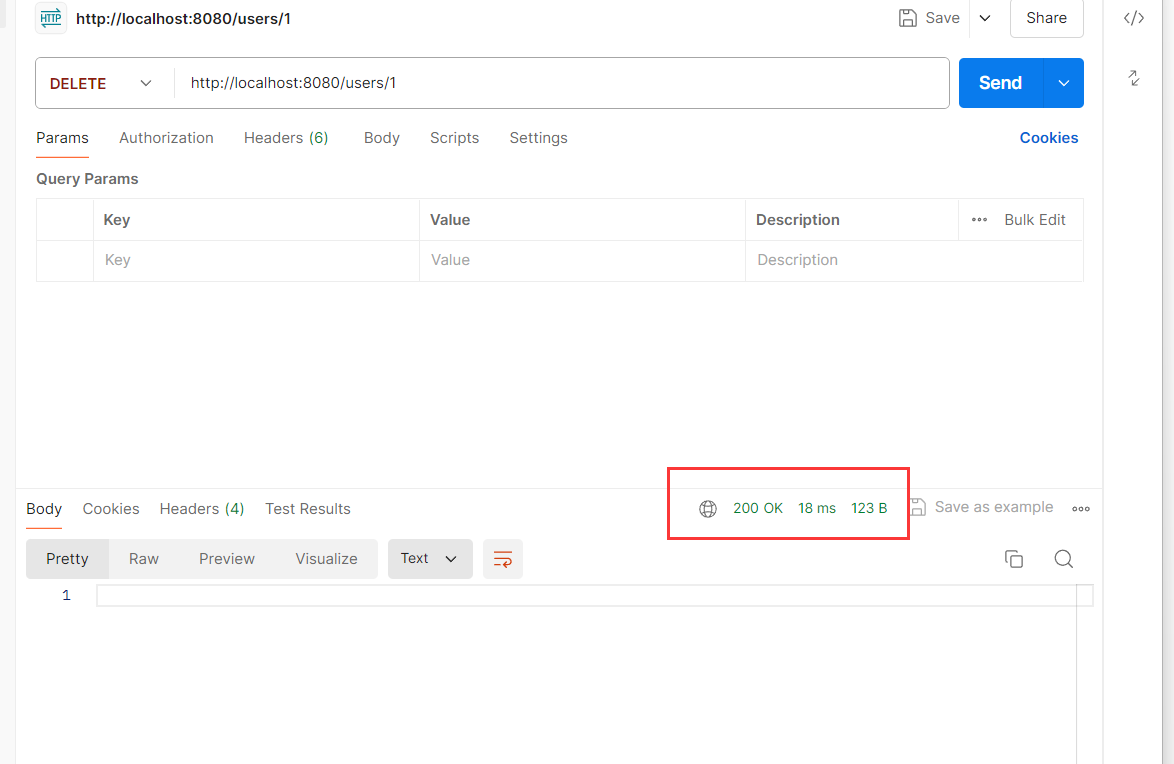 HTTP http://localhost:8080/users/1 Save Share </>
DELETE http://localhost:8080/users/1 Send
Params Authorization Headers (6) Body Scripts Settings Cookies
Query Params
Key Value Description ••• Bulk Edit
Key Value Description
Body Cookies Headers (4) Test Results 200 OK 18 ms 123 B Save as example
Pretty Raw Preview Visualize Text
1